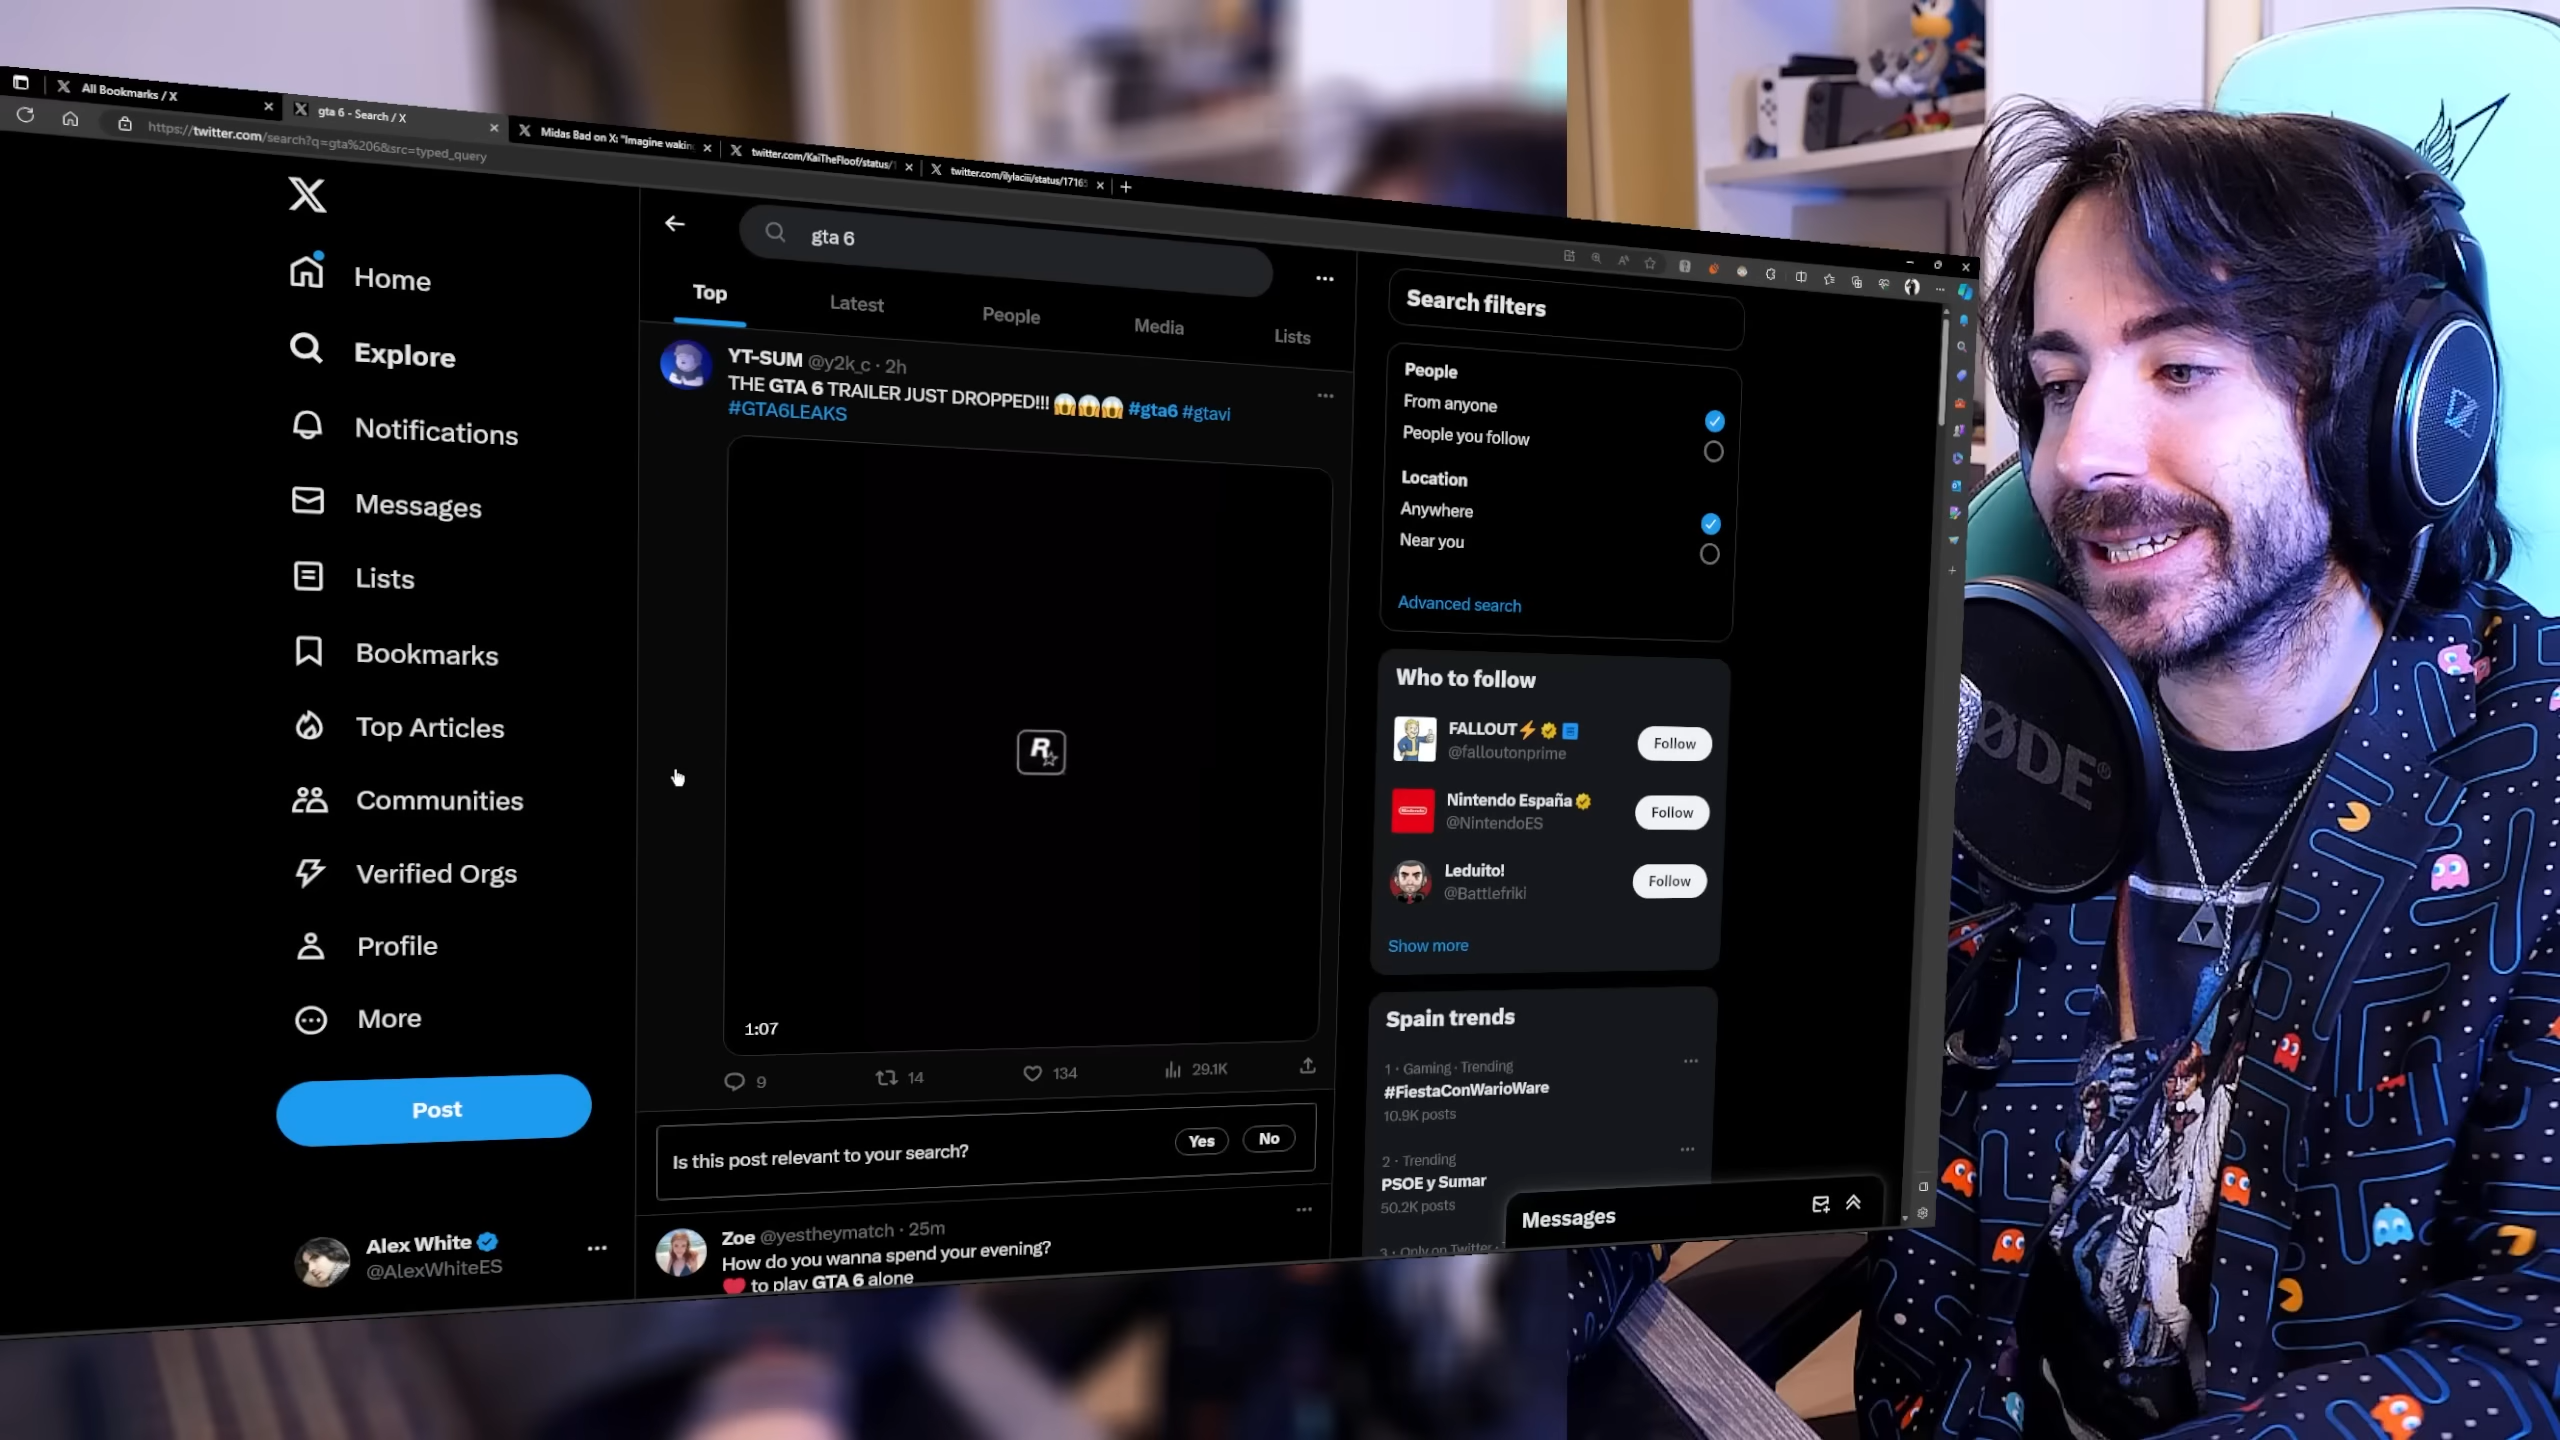 All Bookmarks / X
gta 6 - Search / X
Midas Bad on X: "Imagine wakin
twitter.com/KaiTheFloof/status/1
twitter.com/ilylaciii/status/1716
https://twitter.com/search?q=gta%206&src=typed_query
Home
Explore
Notifications
Messages
Lists
Bookmarks
Top Articles
Communities
Verified Orgs
Profile
More
Post
Alex White
@AlexWhiteES
gta 6
Top
Latest
People
Media
Lists
YT-SUM @y2k_c · 2h
THE GTA 6 TRAILER JUST DROPPED!!! 😱😱😱 #gta6 #gtavi
#GTA6LEAKS
R
1:07
9
14
134
29.1K
Is this post relevant to your search?
Yes
No
Zoe @yestheymatch · 25m
How do you wanna spend your evening?
❤️ to play GTA 6 alone
Search filters
People
From anyone
People you follow
Location
Anywhere
Near you
Advanced search
Who to follow
FALLOUT⚡
@falloutonprime
Follow
Nintendo España
@NintendoES
Follow
Leduito!
@Battlefriki
Follow
Show more
Spain trends
1 · Gaming · Trending
#FiestaConWarioWare
10.9K posts
2 · Trending
PSOE y Sumar
50.2K posts
3 · Only on Twitter ·
Messages
RØDE®